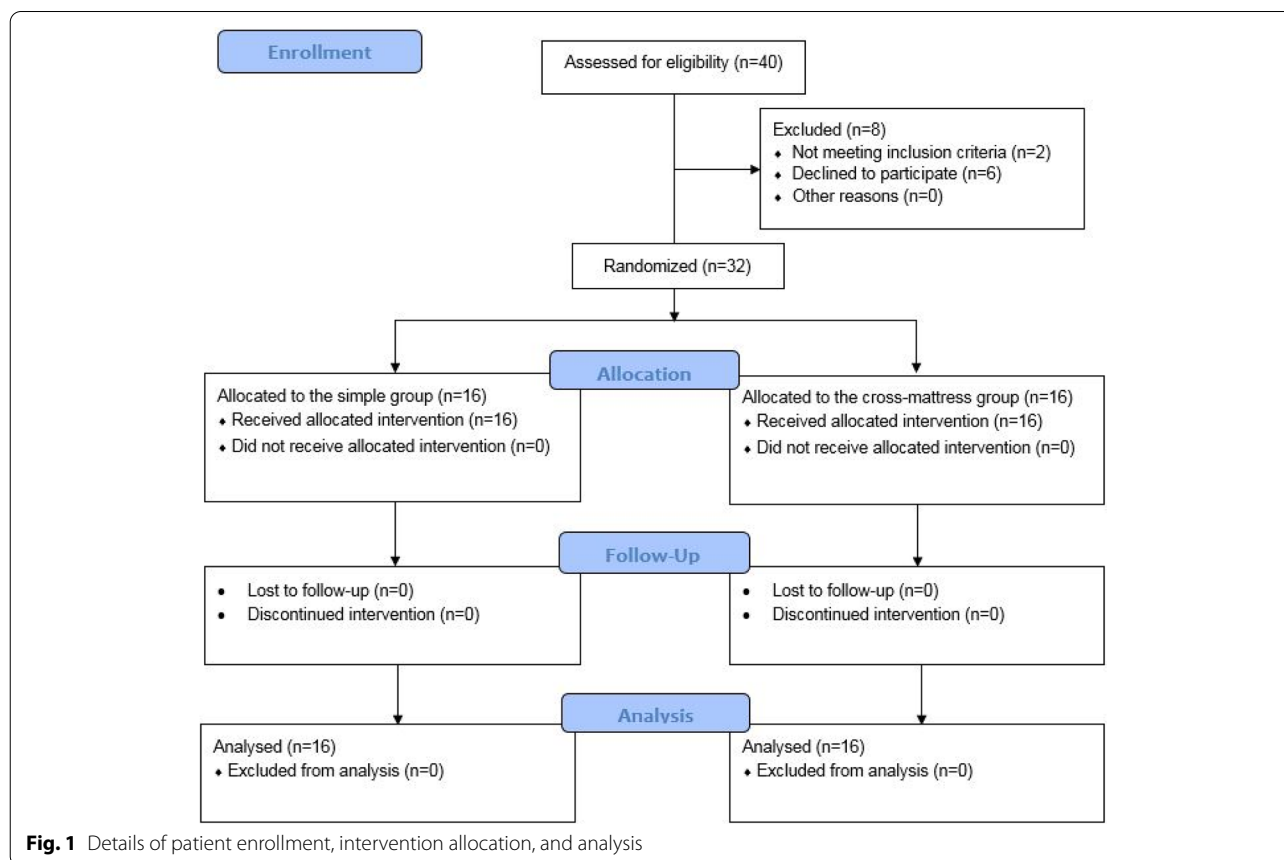 Enrollment
Assessed for eligibility (n=40)
Excluded (n=8)
⬧ Not meeting inclusion criteria (n=2)
⬧ Declined to participate (n=6)
⬧ Other reasons (n=0)
Randomized (n=32)
Allocation
Allocated to the simple group (n=16)
⬧ Received allocated intervention (n=16)
⬧ Did not receive allocated intervention (n=0)
Allocated to the cross-mattress group (n=16)
⬧ Received allocated intervention (n=16)
⬧ Did not receive allocated intervention (n=0)
Follow-Up
• Lost to follow-up (n=0)
• Discontinued intervention (n=0)
• Lost to follow-up (n=0)
• Discontinued intervention (n=0)
Analysis
Analysed (n=16)
⬧ Excluded from analysis (n=0)
Analysed (n=16)
⬧ Excluded from analysis (n=0)
Fig. 1 Details of patient enrollment, intervention allocation, and analysis